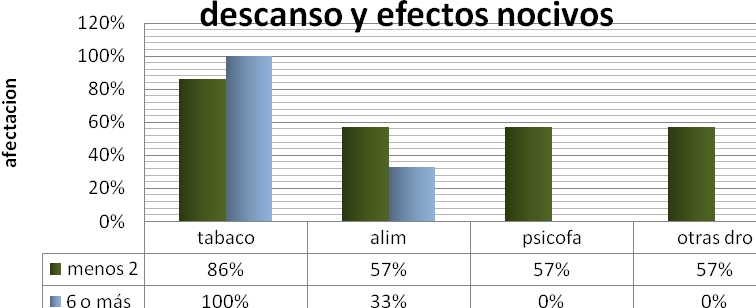 descanso y efectos nocivos
120%
100%
80%
60%
40%
20%
0%
afectacion
tabaco alim psicofa otras dro
menos 2 86% 57% 57% 57%
6 o más 100% 33% 0% 0%